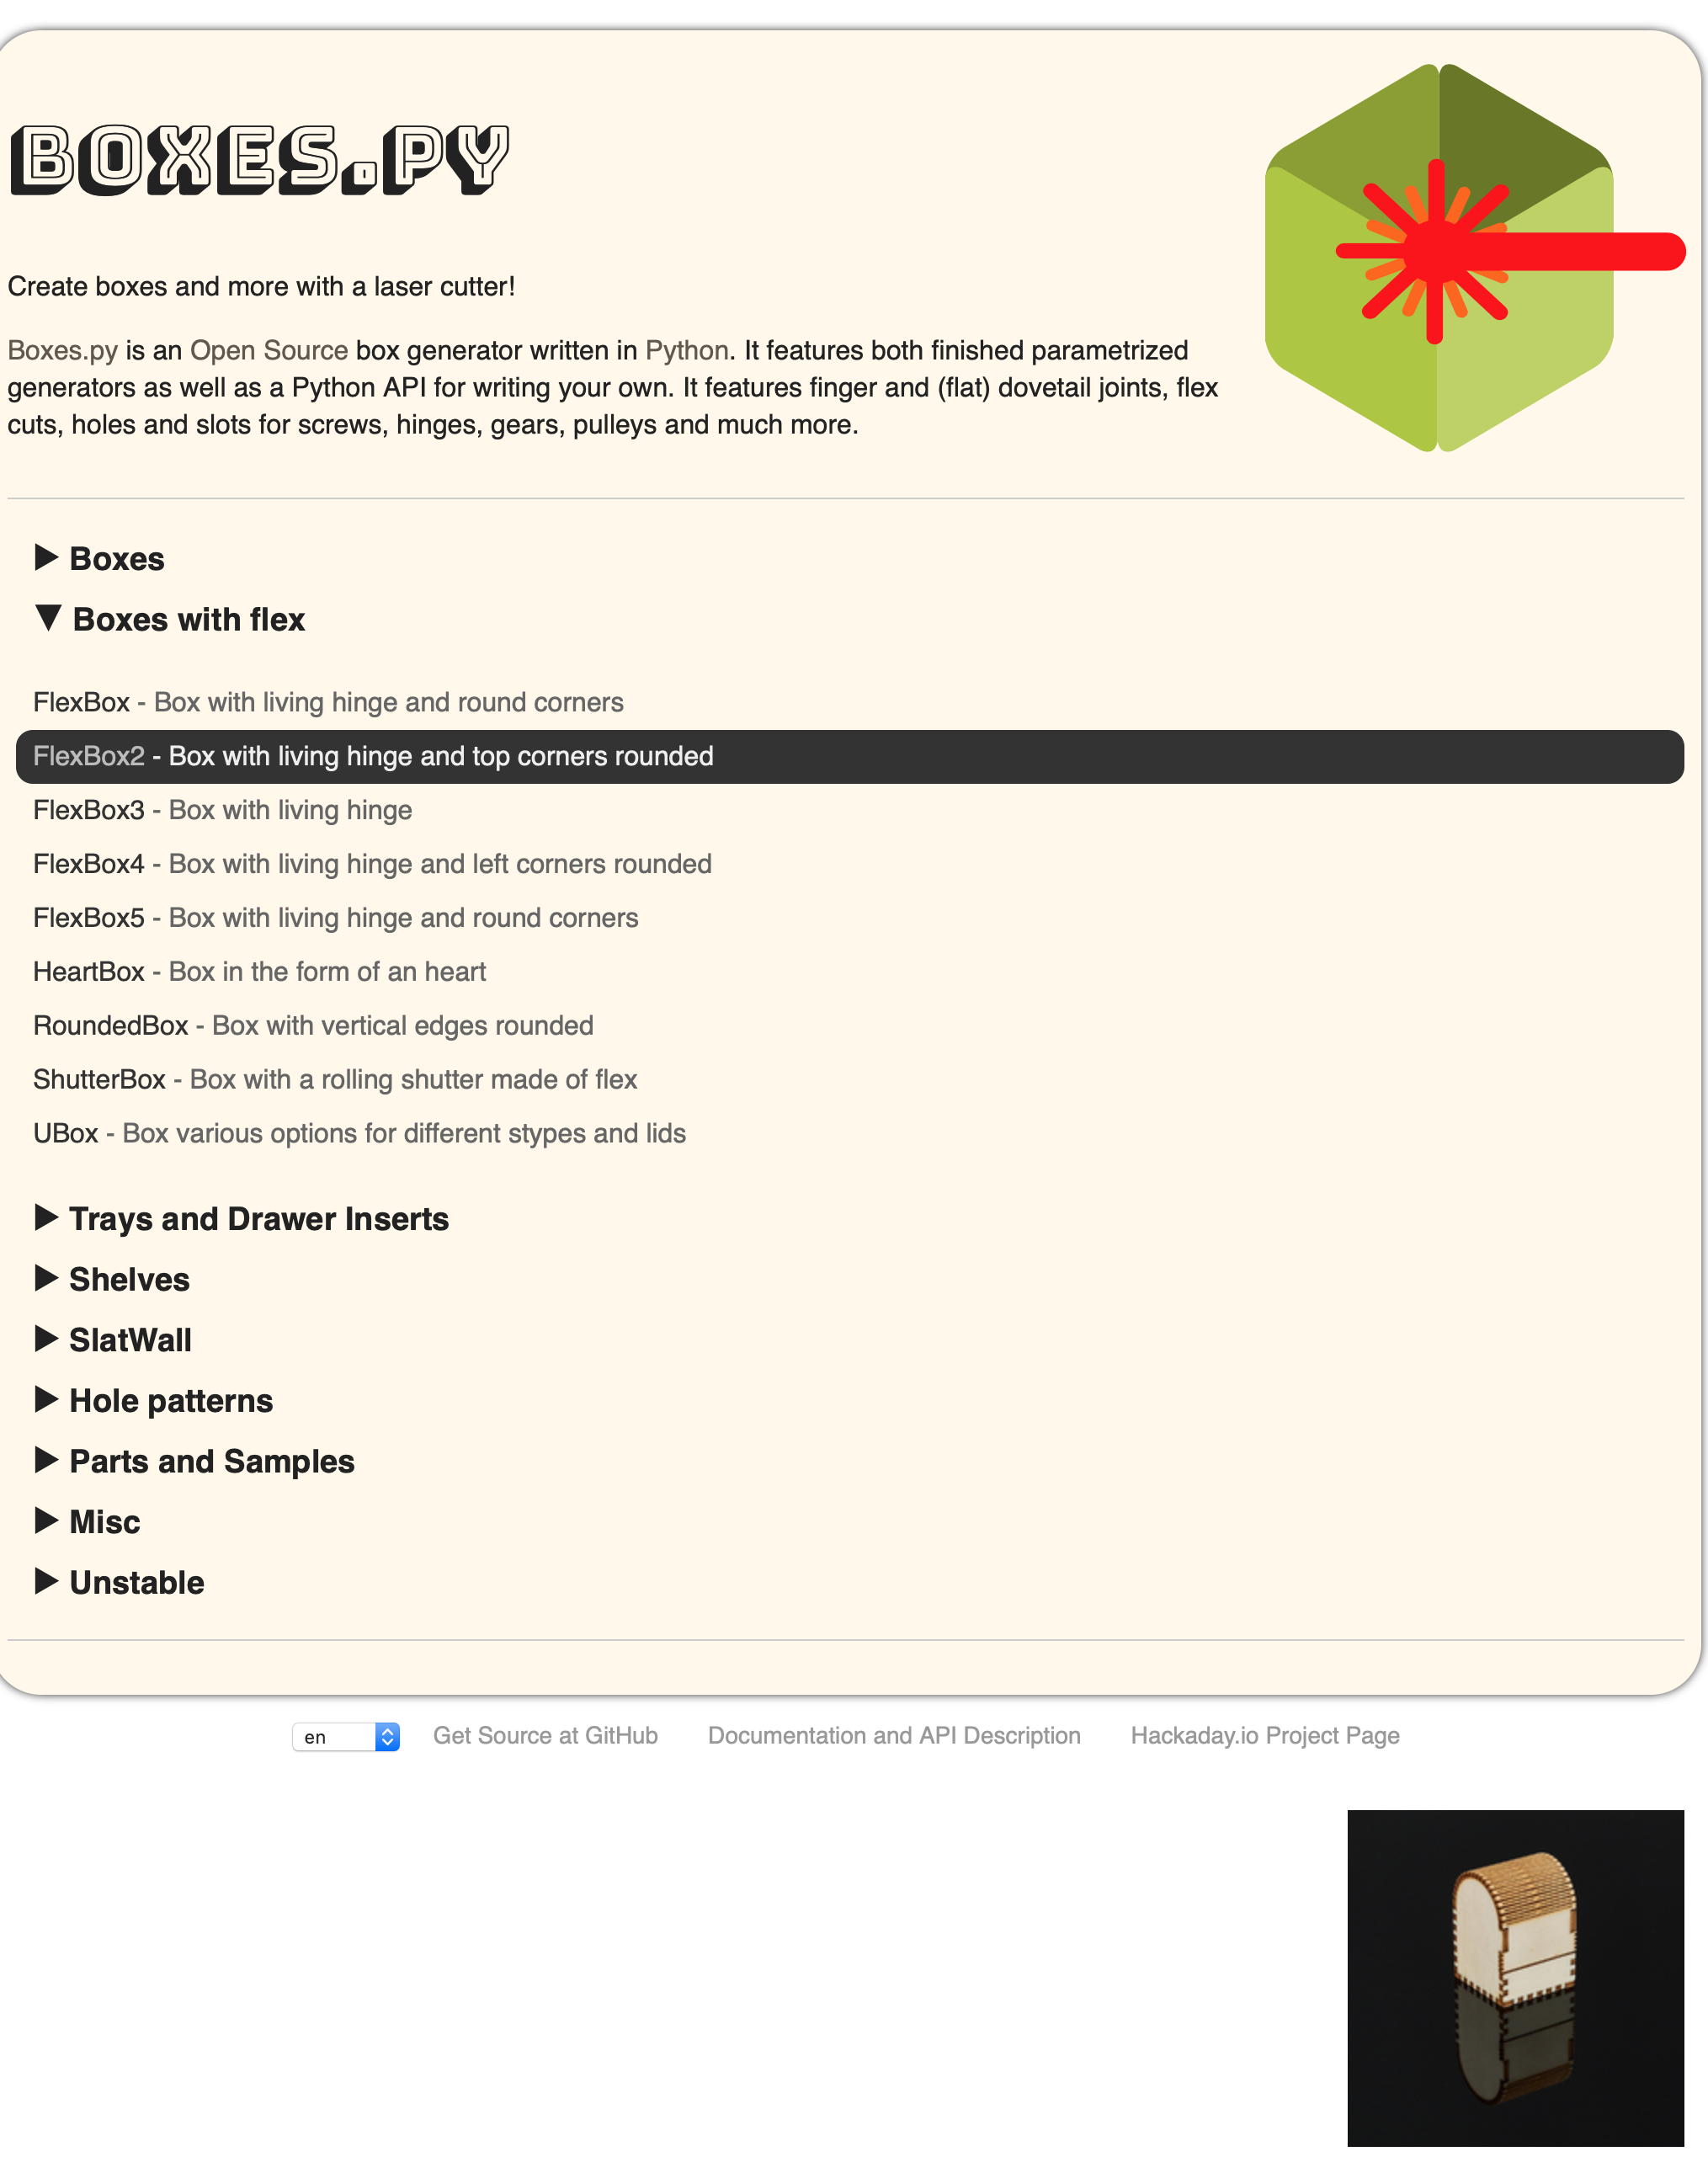 BOXES.PY
Create boxes and more with a laser cutter!
Boxes.py is an Open Source box generator written in Python. It features both finished parametrized
generators as well as a Python API for writing your own. It features finger and (flat) dovetail joints, flex
cuts, holes and slots for screws, hinges, gears, pulleys and much more.
Boxes
Boxes with flex
FlexBox - Box with living hinge and round corners
FlexBox2 - Box with living hinge and top corners rounded
FlexBox3 - Box with living hinge
FlexBox4 - Box with living hinge and left corners rounded
FlexBox5 - Box with living hinge and round corners
HeartBox - Box in the form of an heart
RoundedBox - Box with vertical edges rounded
ShutterBox - Box with a rolling shutter made of flex
UBox - Box various options for different stypes and lids
Trays and Drawer Inserts
Shelves
SlatWall
Hole patterns
Parts and Samples
Misc
Unstable
en Get Source at GitHub Documentation and API Description Hackaday.io Project Page